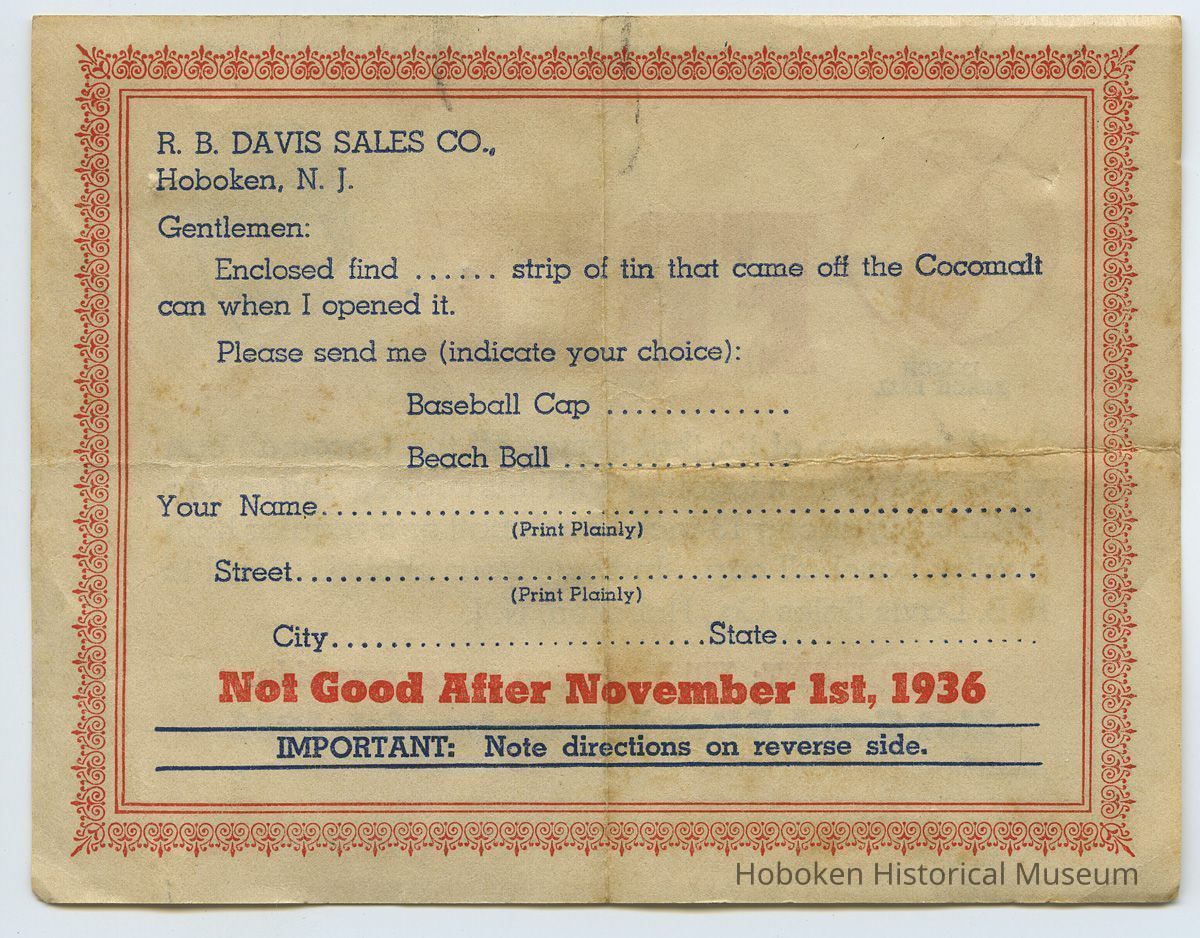 R. B. DAVIS SALES CO.,
Hoboken, N. J.
Gentlemen:
Enclosed find ...... strip of tin that came off the Cocomalt
can when I opened it.
Please send me (indicate your choice):
Baseball Cap ..............
Beach Ball .................
Your Name..............................................................
(Print Plainly)
Street..............................................................
(Print Plainly)
City............................State....................
Not Good After November 1st, 1936
IMPORTANT: Note directions on reverse side.
Hoboken Historical Museum